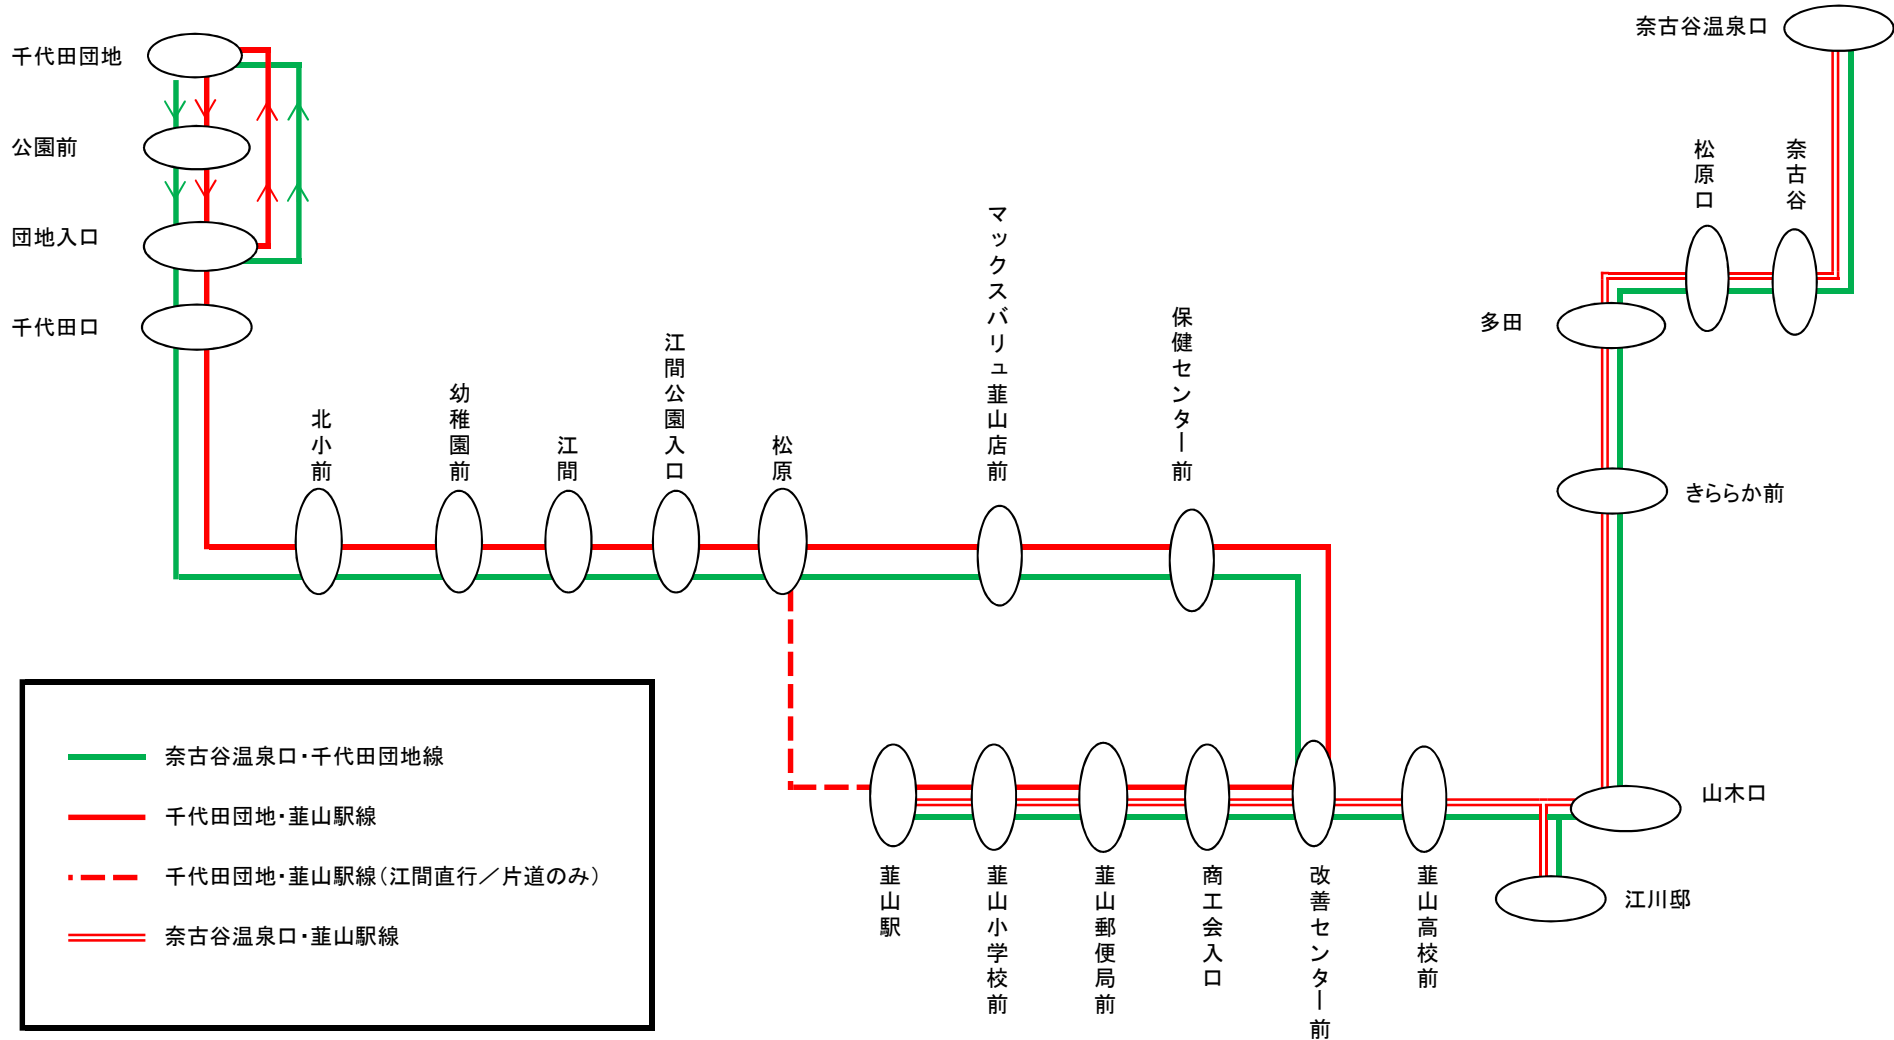 千代田団地
公園前
団地入口
千代田口
北小前
幼稚園前
江間
江間公園入口
松原
マックスバリュ韮山店前
保健センター前
奈古谷温泉口
松原口
奈古谷
多田
きららか前
山木口
江川邸
韮山駅
韮山小学校前
韮山郵便局前
商工会入口
改善センター前
韮山高校前
奈古谷温泉口・千代田団地線
千代田団地・韮山駅線
千代田団地・韮山駅線（江間直行／片道のみ）
奈古谷温泉口・韮山駅線